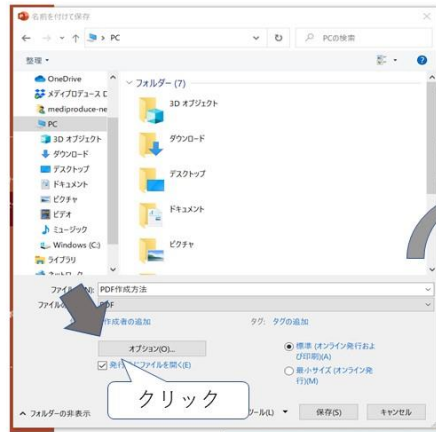 名前を付けて保存
PC
PCの検索
整理
OneDrive
メディプロデュース
mediproduce-ne
PC
3D オブジェクト
ダウンロード
デスクトップ
ドキュメント
ピクチャ
ビデオ
ミュージック
Windows (C:)
ライブラリ
フォルダー (7)
3D オブジェクト
ダウンロード
デスクトップ
ドキュメント
ピクチャ
PDF作成方法
PDF
作成者の追加
タグ: タグの追加
オプション(O)...
標準 (オンライン発行およ
び印刷)(A)
最小サイズ (オンライン発
行)(M)
ファイルを開く(E)
クリック
フォルダーの非表示
ツール(L)
保存(S)
キャンセル